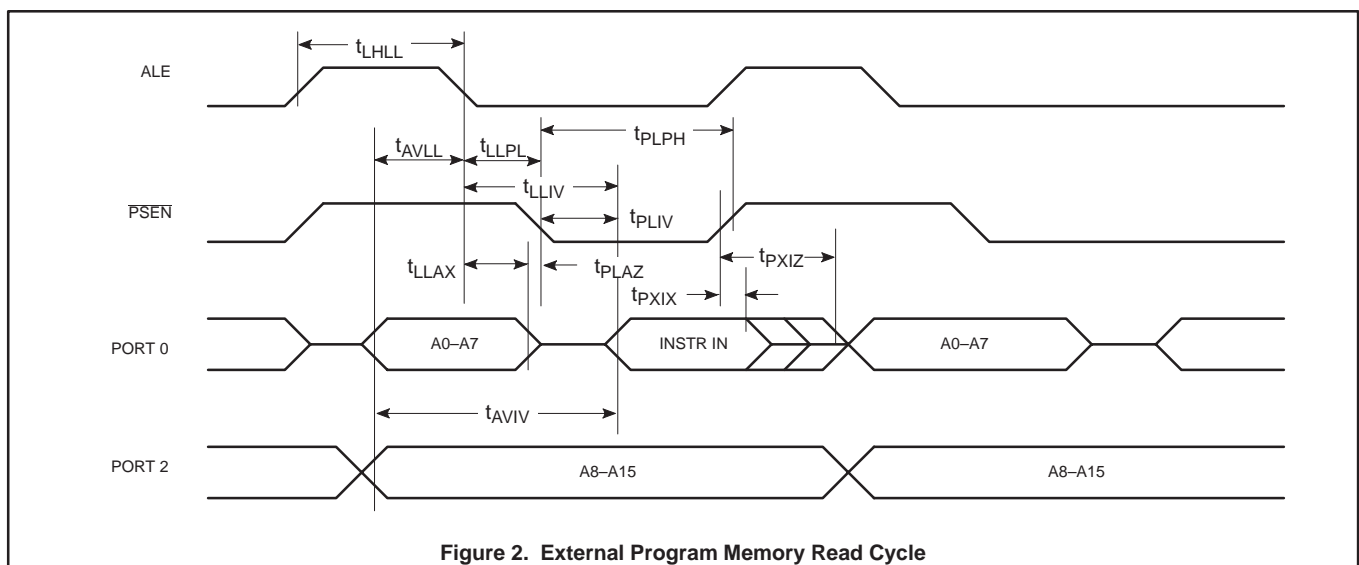 tLHLL
ALE
tPLPH
tAVLL tLLPL
tLLIV
PSEN
tPLIV
tLLAX tPLAZ tPXIZ
tPXIX
PORT 0 A0–A7 INSTR IN A0–A7
tAVIV
PORT 2 A8–A15 A8–A15
Figure 2. External Program Memory Read Cycle